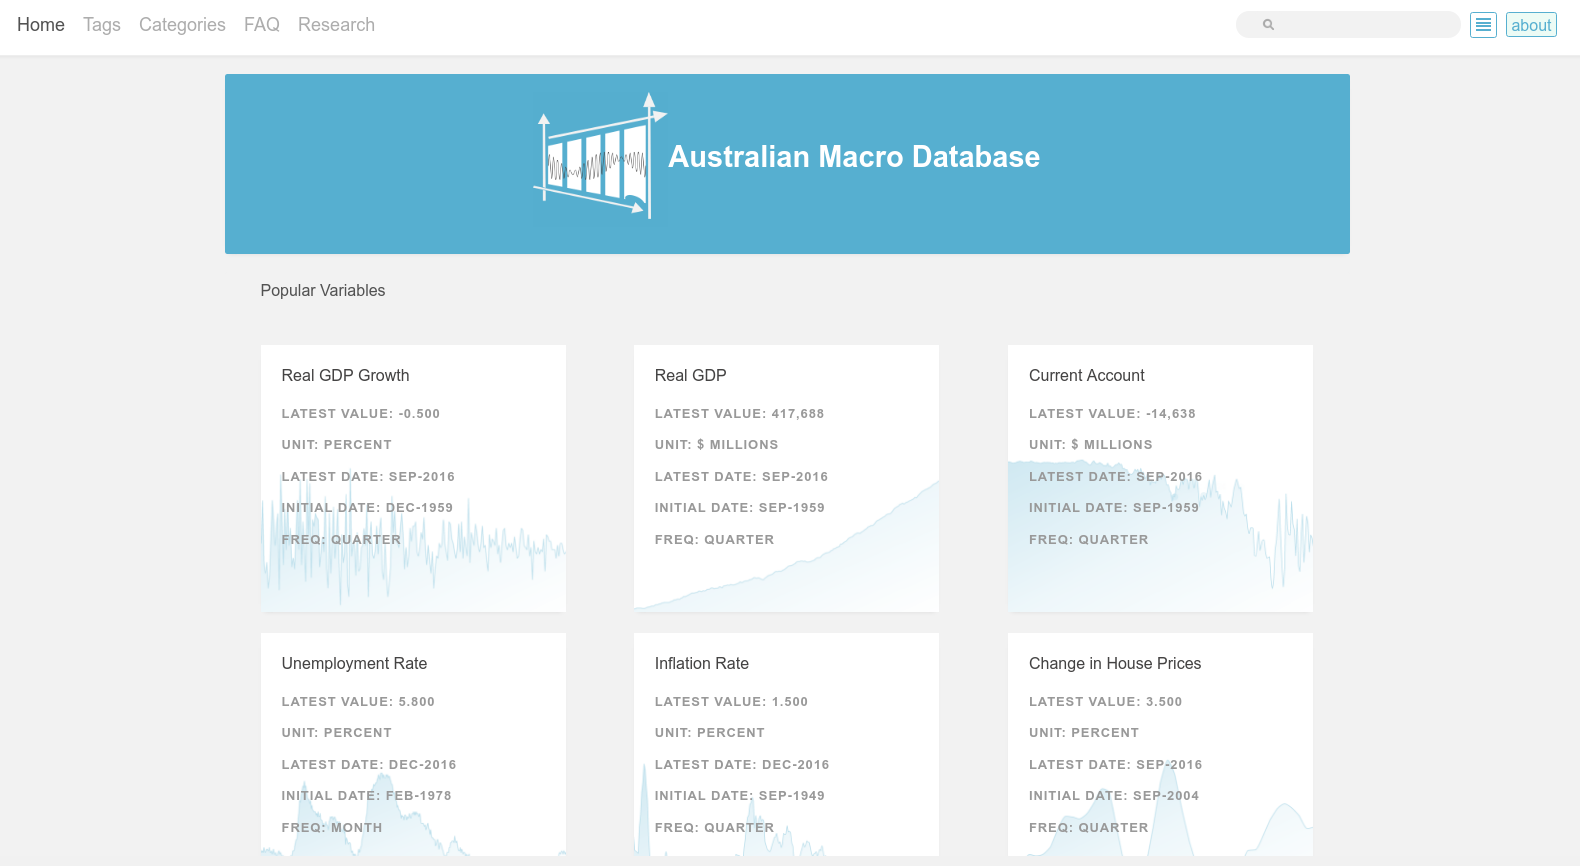 Home Tags Categories FAQ Research about
Australian Macro Database
Popular Variables
Real GDP Growth
LATEST VALUE: -0.500
UNIT: PERCENT
LATEST DATE: SEP-2016
INITIAL DATE: DEC-1959
FREQ: QUARTER
Real GDP
LATEST VALUE: 417,688
UNIT: $ MILLIONS
LATEST DATE: SEP-2016
INITIAL DATE: SEP-1959
FREQ: QUARTER
Current Account
LATEST VALUE: -14,638
UNIT: $ MILLIONS
LATEST DATE: SEP-2016
INITIAL DATE: SEP-1959
FREQ: QUARTER
Unemployment Rate
LATEST VALUE: 5.800
UNIT: PERCENT
LATEST DATE: DEC-2016
INITIAL DATE: FEB-1978
FREQ: MONTH
Inflation Rate
LATEST VALUE: 1.500
UNIT: PERCENT
LATEST DATE: DEC-2016
INITIAL DATE: SEP-1949
FREQ: QUARTER
Change in House Prices
LATEST VALUE: 3.500
UNIT: PERCENT
LATEST DATE: SEP-2016
INITIAL DATE: SEP-2004
FREQ: QUARTER